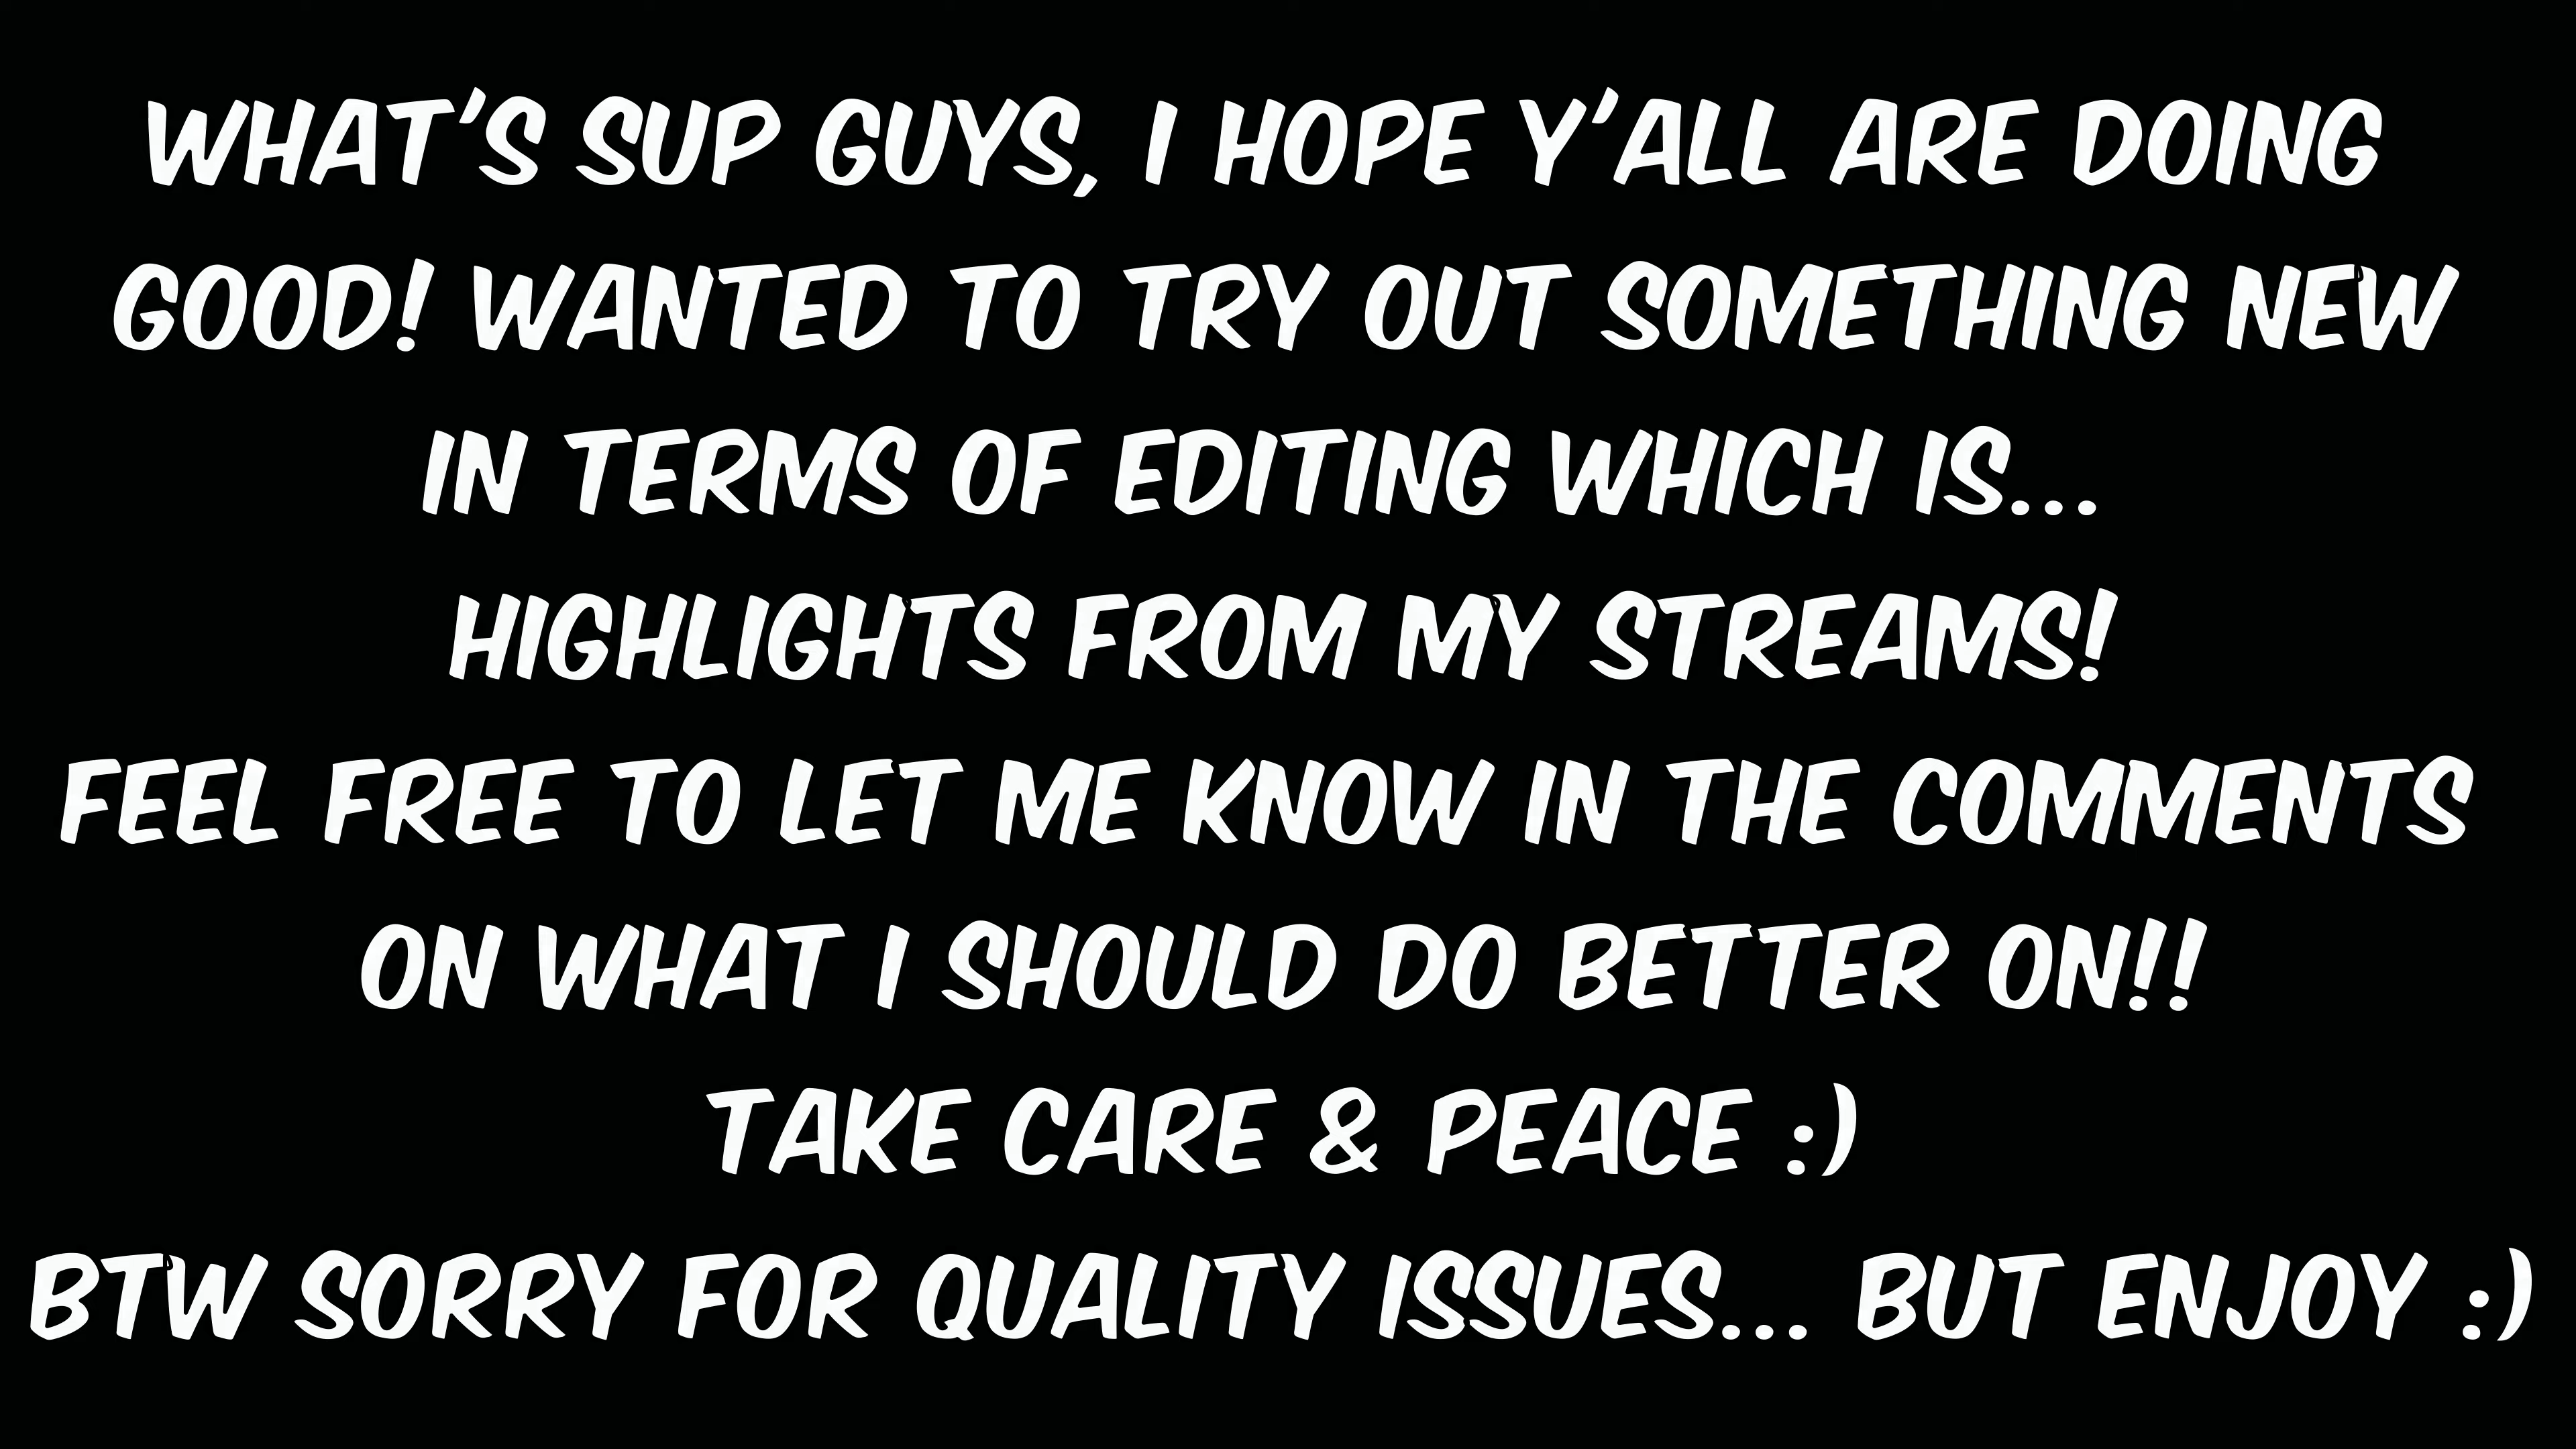 WHAT'S SUP GUYS, I HOPE Y'ALL ARE DOING
GOOD! WANTED TO TRY OUT SOMETHING NEW
IN TERMS OF EDITING WHICH IS...
HIGHLIGHTS FROM MY STREAMS!
FEEL FREE TO LET ME KNOW IN THE COMMENTS
ON WHAT I SHOULD DO BETTER ON!!
TAKE CARE & PEACE :)
BTW SORRY FOR QUALITY ISSUES... BUT ENJOY :)